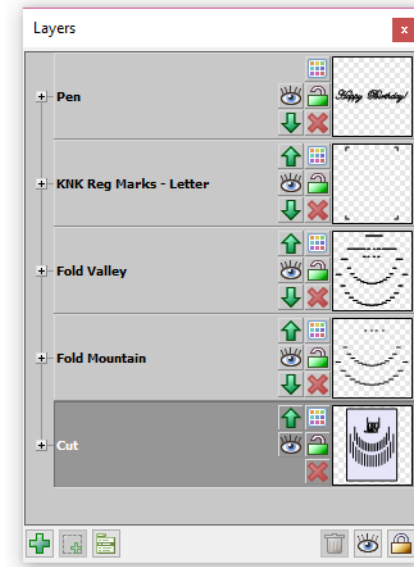 Layers
x
Pen
Happy Birthday!
KNK Reg Marks - Letter
Fold Valley
Fold Mountain
Cut